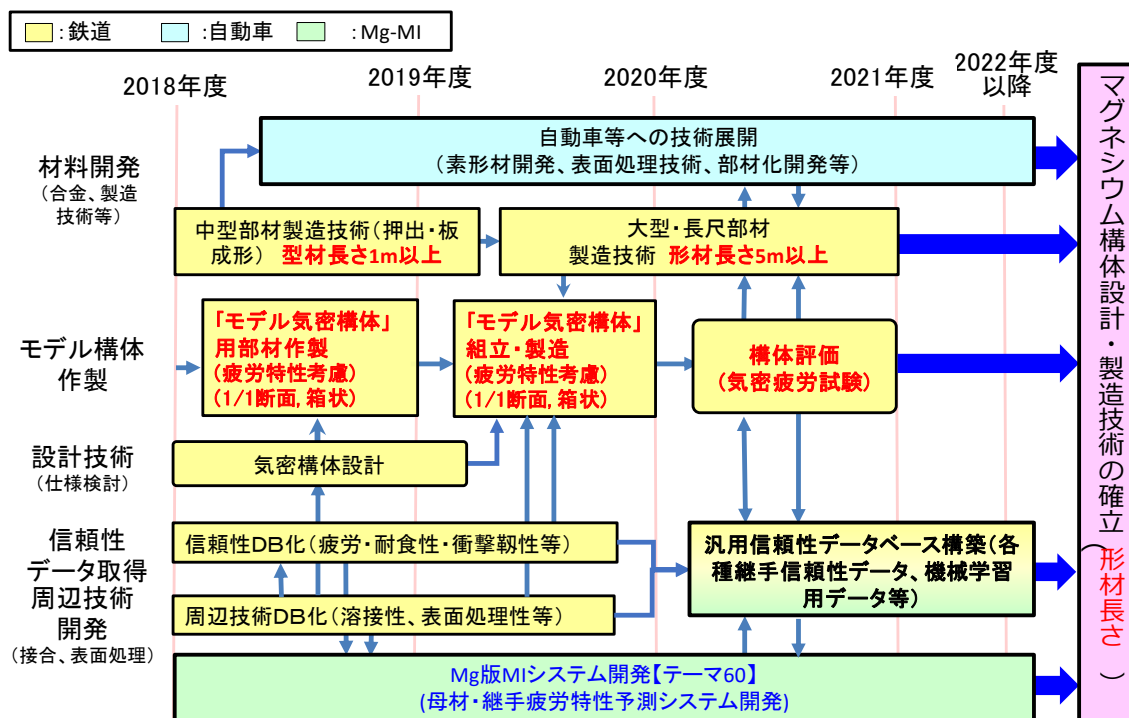 :鉄道 :自動車 :Mg-MI
2018年度
2019年度
2020年度
2021年度
2022年度
以降
材料開発
(合金、製造
技術等)
自動車等への技術展開
(素形材開発、表面処理技術、部材化開発等)
中型部材製造技術(押出・板
成形) 型材長さ1m以上
大型・長尺部材
製造技術 形材長さ5m以上
モデル構体
作製
「モデル気密構体」
用部材作製
(疲労特性考慮)
(1/1断面,箱状)
「モデル気密構体」
組立・製造
(疲労特性考慮)
(1/1断面,箱状)
構体評価
(気密疲労試験)
設計技術
(仕様検討)
気密構体設計
信頼性
データ取得
周辺技術
開発
(接合、表面処理)
信頼性DB化(疲労・耐食性・衝撃靱性等)
周辺技術DB化(溶接性、表面処理性等)
汎用信頼性データベース構築(各
種継手信頼性データ、機械学習
用データ等)
Mg版MIシステム開発【テーマ60】
(母材・継手疲労特性予測システム開発)
マグネシウム構体設計・製造技術の確立(形材長さ )